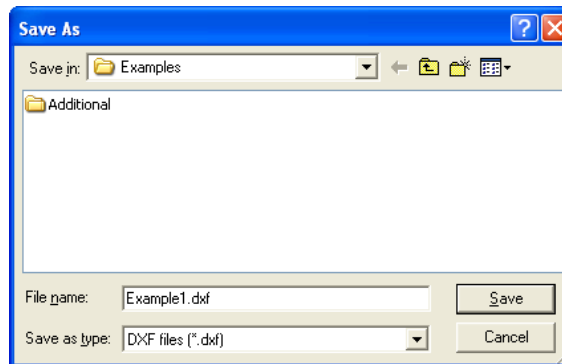 Save As
Save in: Examples
Additional
File name: Example1.dxf
Save
Save as type: DXF files (*.dxf)
Cancel